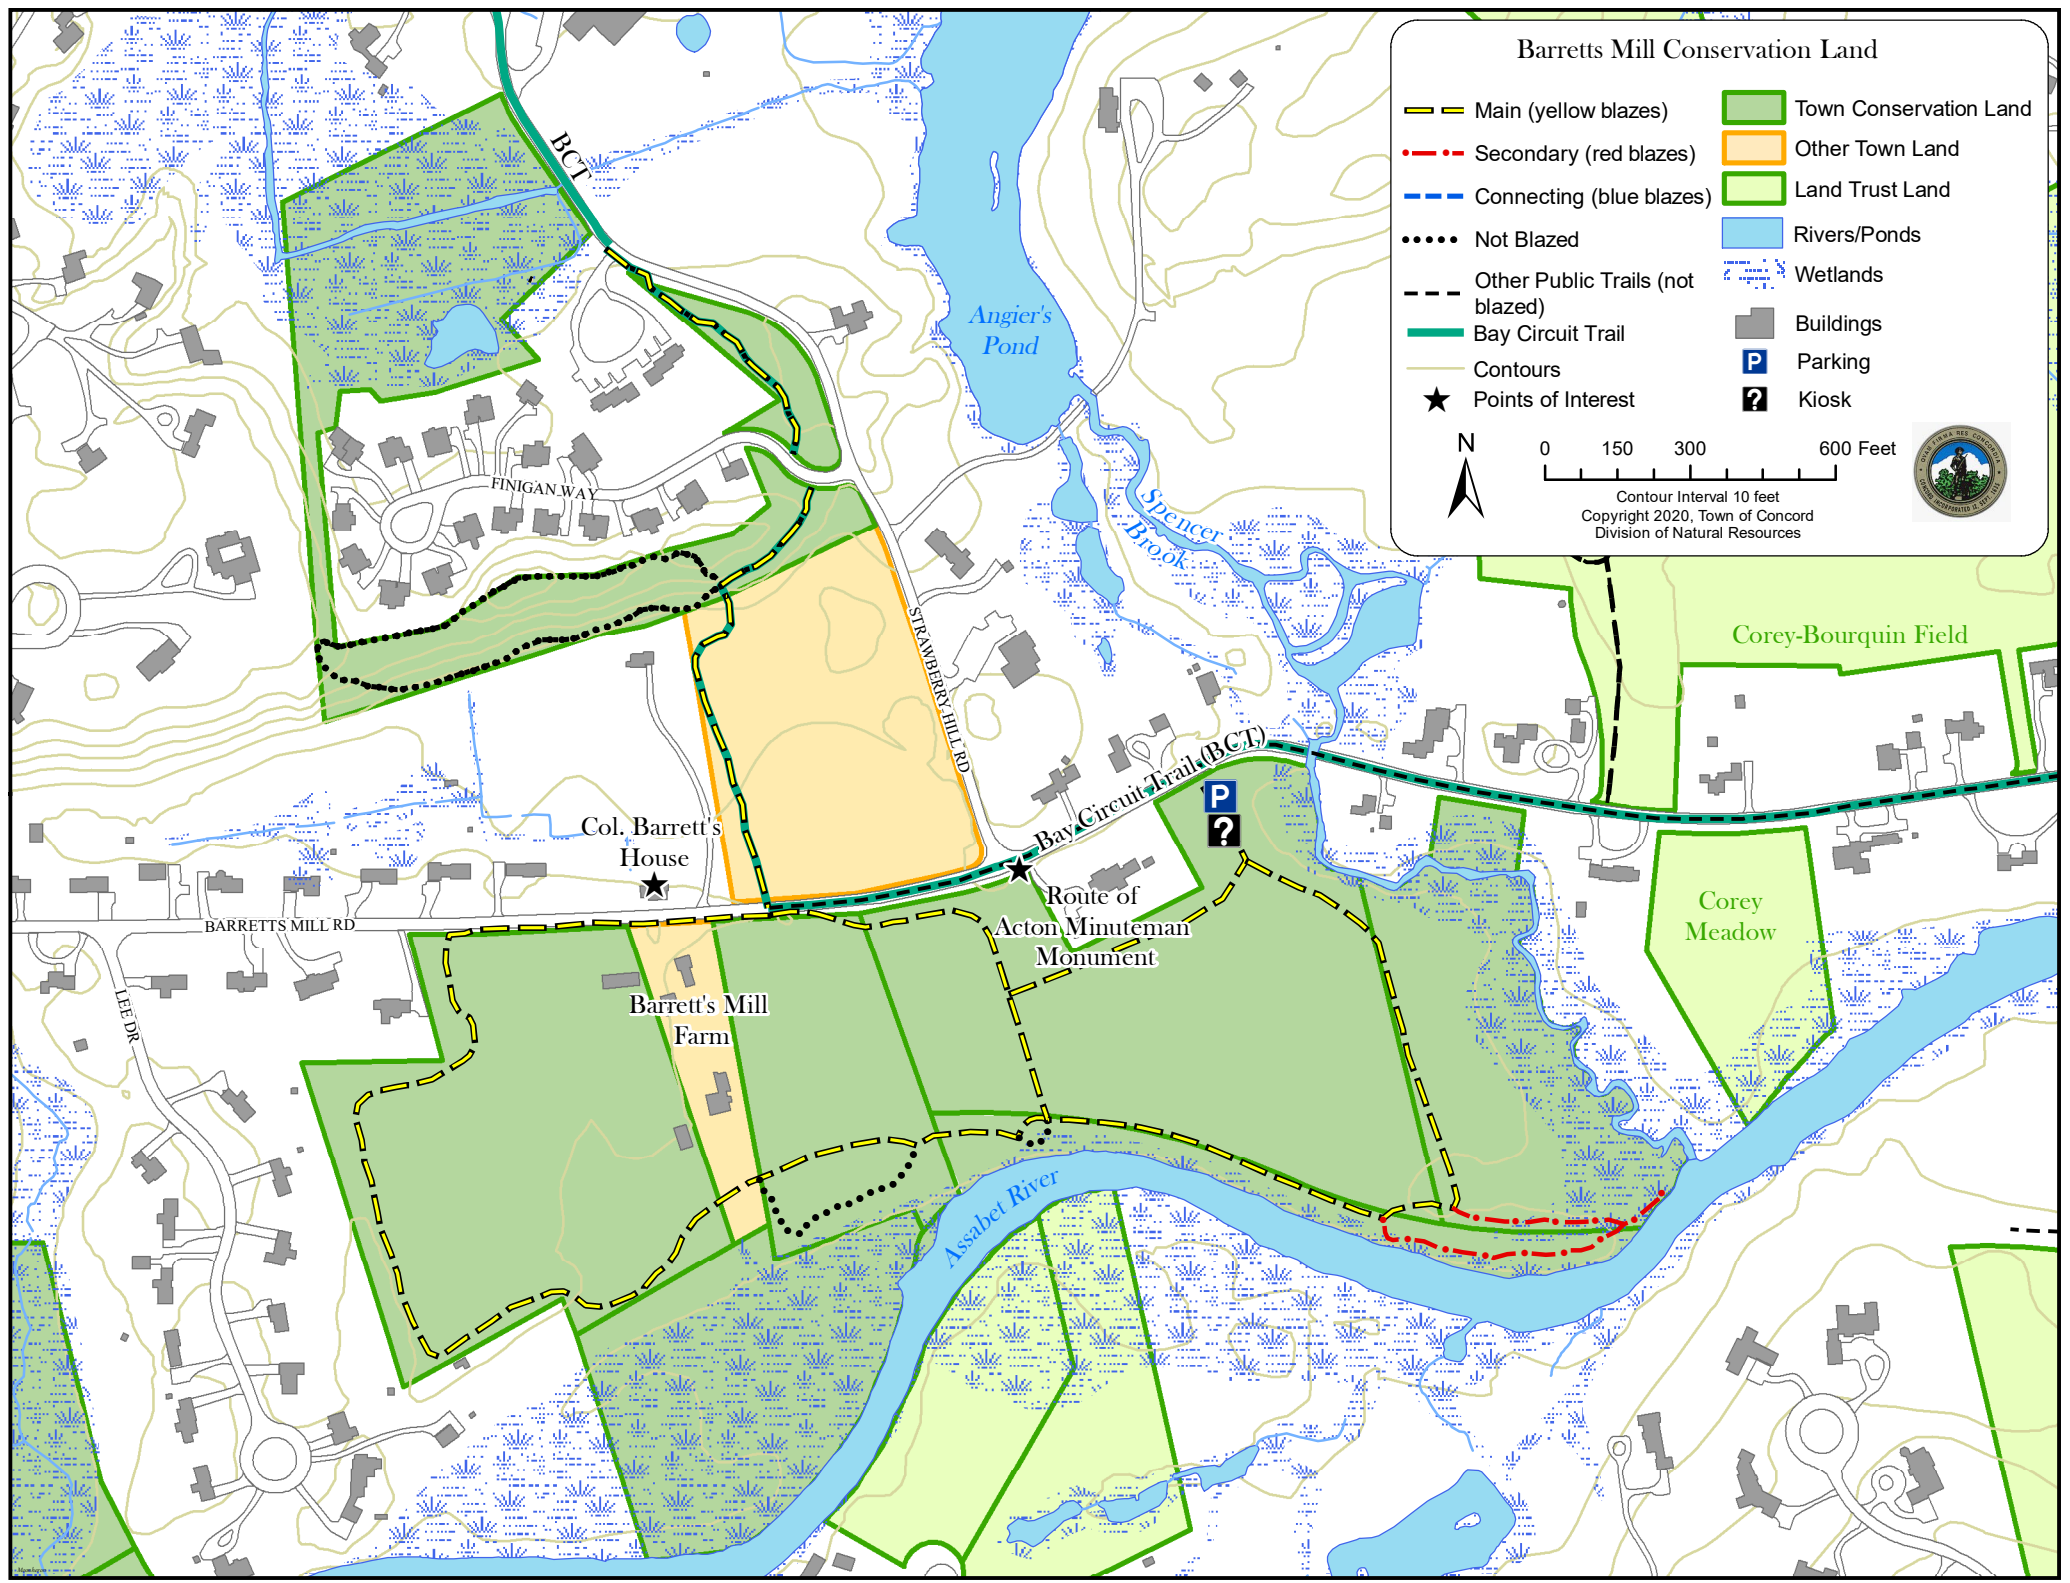 Barretts Mill Conservation Land
Main (yellow blazes)
Secondary (red blazes)
Connecting (blue blazes)
Not Blazed
Other Public Trails (not
blazed)
Bay Circuit Trail
Contours
Points of Interest
Town Conservation Land
Other Town Land
Land Trust Land
Rivers/Ponds
Wetlands
Buildings
P Parking
? Kiosk
N
0 150 300 600 Feet
Contour Interval 10 feet
Copyright 2020, Town of Concord
Division of Natural Resources
BCT
Angier's
Pond
FINIGAN WAY
Spencer
Brook
STRAWBERRY HILL RD
Corey-Bourquin Field
Bay Circuit Trail (BCT)
P
?
Col. Barrett's
House
BARRETTS MILL RD
Route of
Acton Minuteman
Monument
Corey
Meadow
LEE DR
Barrett's Mill
Farm
Assabet River